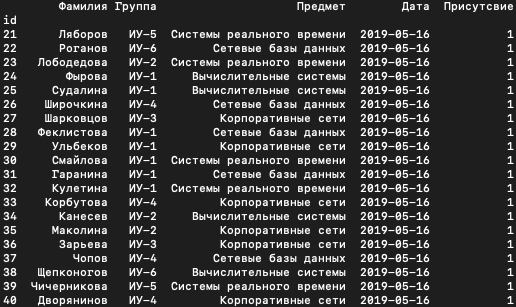 Фамилия Группа Предмет Дата Присутсвие
id
21 Ляборов ИУ-5 Системы реального времени 2019-05-16 1
22 Роганов ИУ-6 Сетевые базы данных 2019-05-16 1
23 Лободедова ИУ-2 Системы реального времени 2019-05-16 1
24 Фырова ИУ-1 Вычислительные системы 2019-05-16 1
25 Судалина ИУ-1 Вычислительные системы 2019-05-16 1
26 Широчкина ИУ-4 Сетевые базы данных 2019-05-16 1
27 Шарковцов ИУ-3 Корпоративные сети 2019-05-16 1
28 Феклистова ИУ-1 Сетевые базы данных 2019-05-16 1
29 Ульбеков ИУ-1 Корпоративные сети 2019-05-16 1
30 Смайлова ИУ-1 Системы реального времени 2019-05-16 1
31 Гаранина ИУ-1 Сетевые базы данных 2019-05-16 1
32 Кулетина ИУ-1 Системы реального времени 2019-05-16 1
33 Корбутова ИУ-4 Корпоративные сети 2019-05-16 1
34 Канесев ИУ-2 Вычислительные системы 2019-05-16 1
35 Маколина ИУ-2 Корпоративные сети 2019-05-16 1
36 Зарьева ИУ-3 Корпоративные сети 2019-05-16 1
37 Чопов ИУ-4 Сетевые базы данных 2019-05-16 1
38 Щепконогов ИУ-6 Вычислительные системы 2019-05-16 1
39 Чичерникова ИУ-5 Системы реального времени 2019-05-16 1
40 Дворянинов ИУ-4 Корпоративные сети 2019-05-16 1